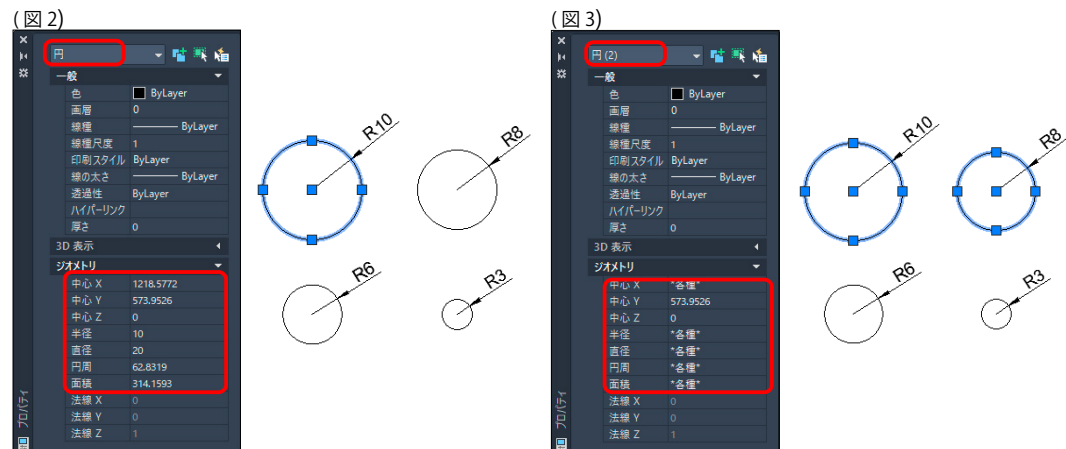 (図 2)
円
一般
色 ByLayer
画層 0
線種 ByLayer
線種尺度 1
印刷スタイル ByLayer
線の太さ ByLayer
透過性 ByLayer
ハイパーリンク
厚さ 0
3D 表示
ジオメトリ
中心 X 1218.5772
中心 Y 573.9526
中心 Z 0
半径 10
直径 20
円周 62.8319
面積 314.1593
法線 X 0
法線 Y 0
法線 Z 1
プロパティ
R10
R8
R6
R3
(図 3)
円 (2)
一般
色 ByLayer
画層 0
線種 ByLayer
線種尺度 1
印刷スタイル ByLayer
線の太さ ByLayer
透過性 ByLayer
ハイパーリンク
厚さ 0
3D 表示
ジオメトリ
中心 X *各種*
中心 Y 573.9526
中心 Z 0
半径 *各種*
直径 *各種*
円周 *各種*
面積 *各種*
法線 X 0
法線 Y 0
法線 Z 1
プロパティ
R10
R8
R6
R3